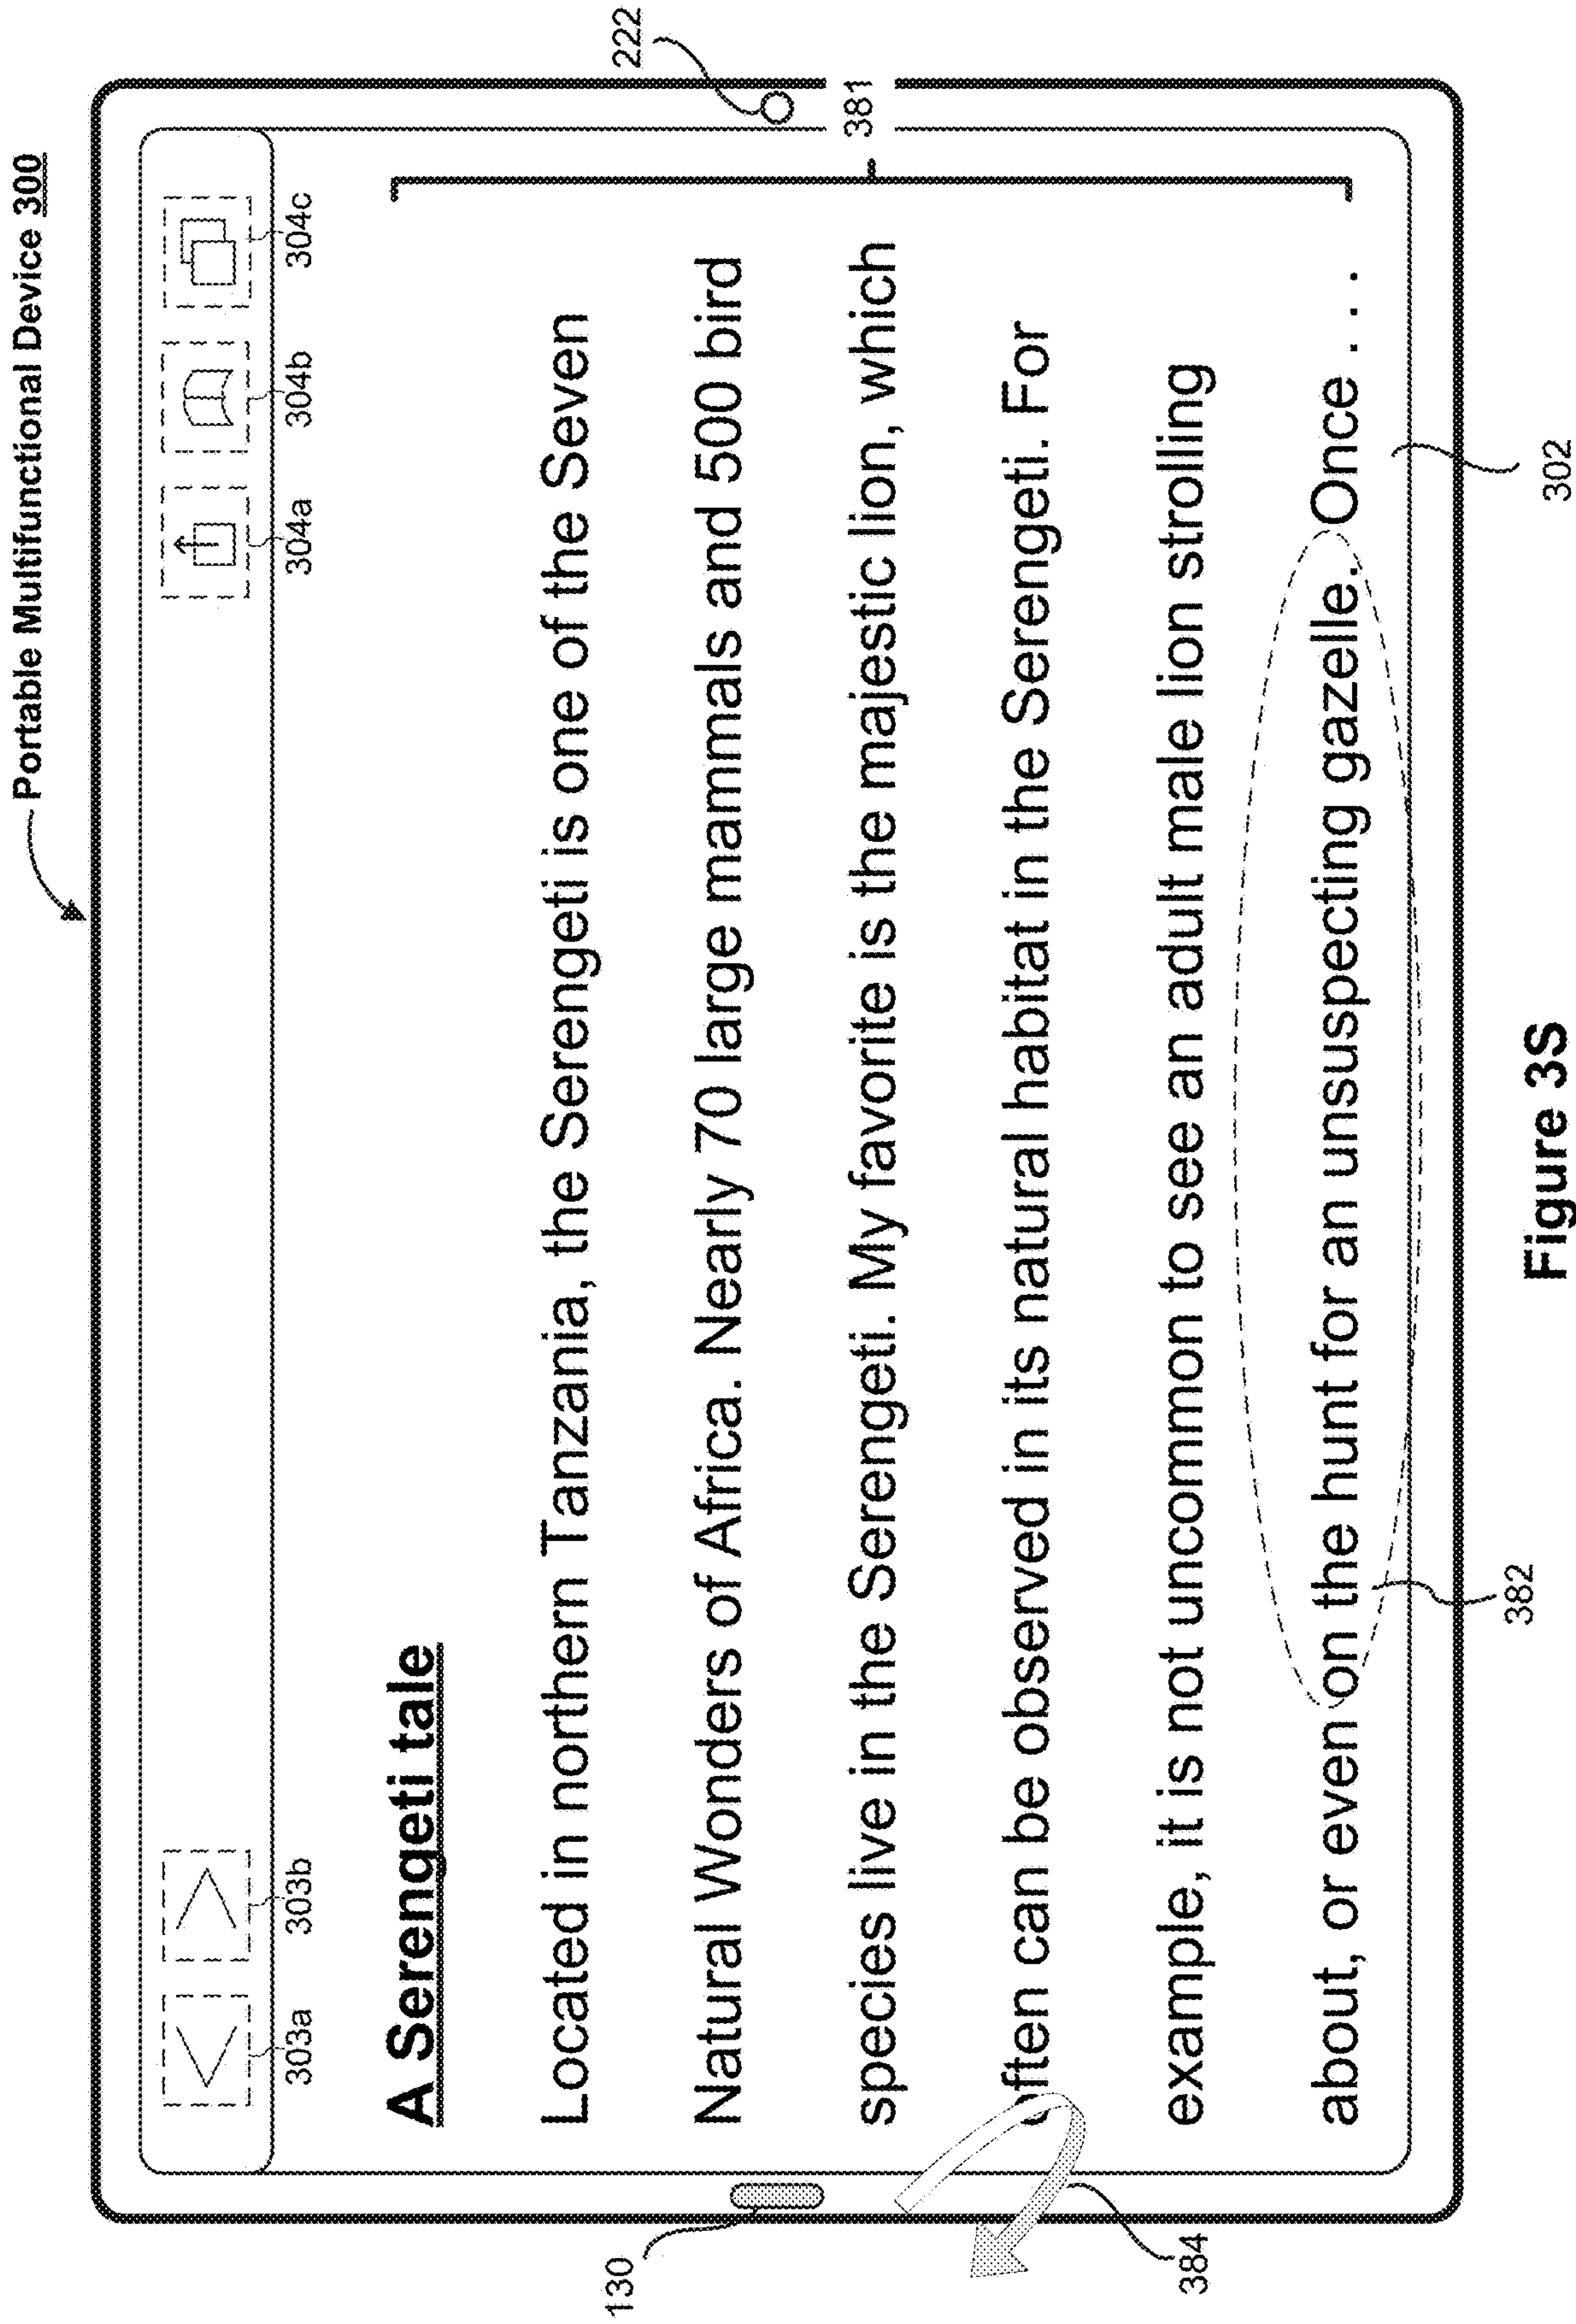 Portable Multifunctional Device 300
303a
303b
304a
304b
304c
A Serengeti tale
Located in northern Tanzania, the Serengeti is one of the Seven
Natural Wonders of Africa. Nearly 70 large mammals and 500 bird
species live in the Serengeti. My favorite is the majestic lion, which
often can be observed in its natural habitat in the Serengeti. For
example, it is not uncommon to see an adult male lion strolling
about, or even on the hunt for an unsuspecting gazelle. Once . . .
130
222
381
384
382
302
Figure 3S